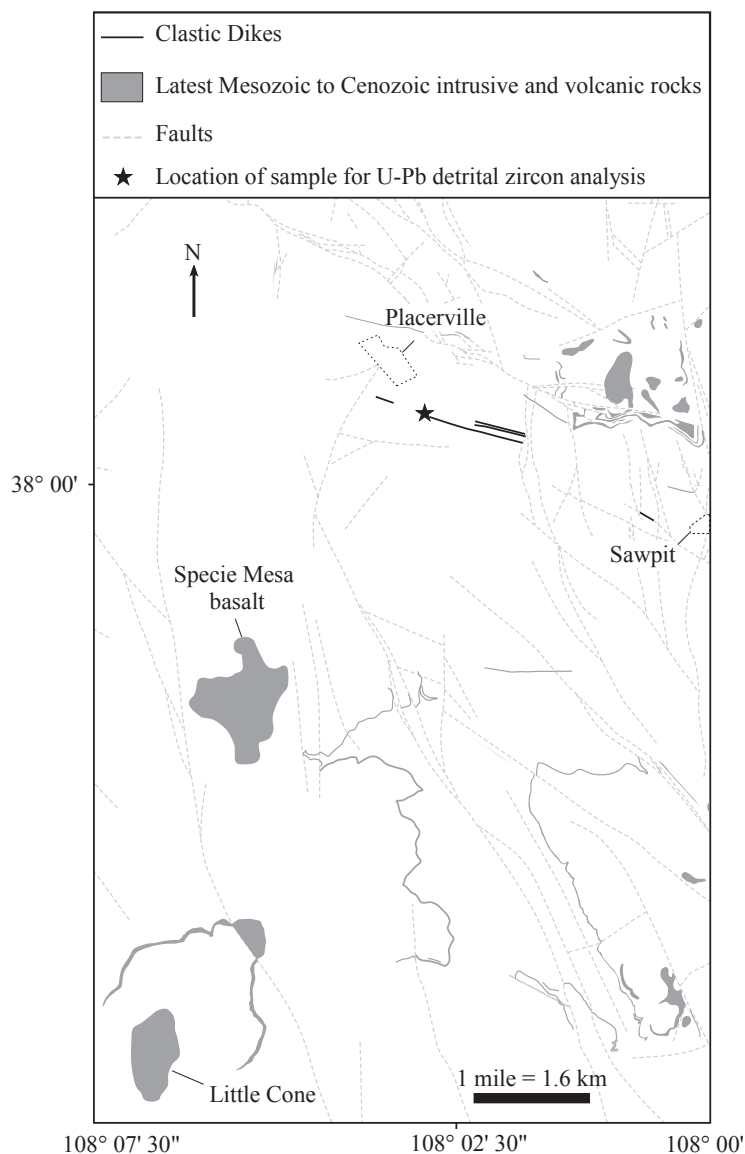 Clastic Dikes
Latest Mesozoic to Cenozoic intrusive and volcanic rocks
Faults
Location of sample for U-Pb detrital zircon analysis
N
Placerville
38° 00'
Sawpit
Specie Mesa
basalt
1 mile = 1.6 km
Little Cone
108° 07' 30"
108° 02' 30"
108° 00'